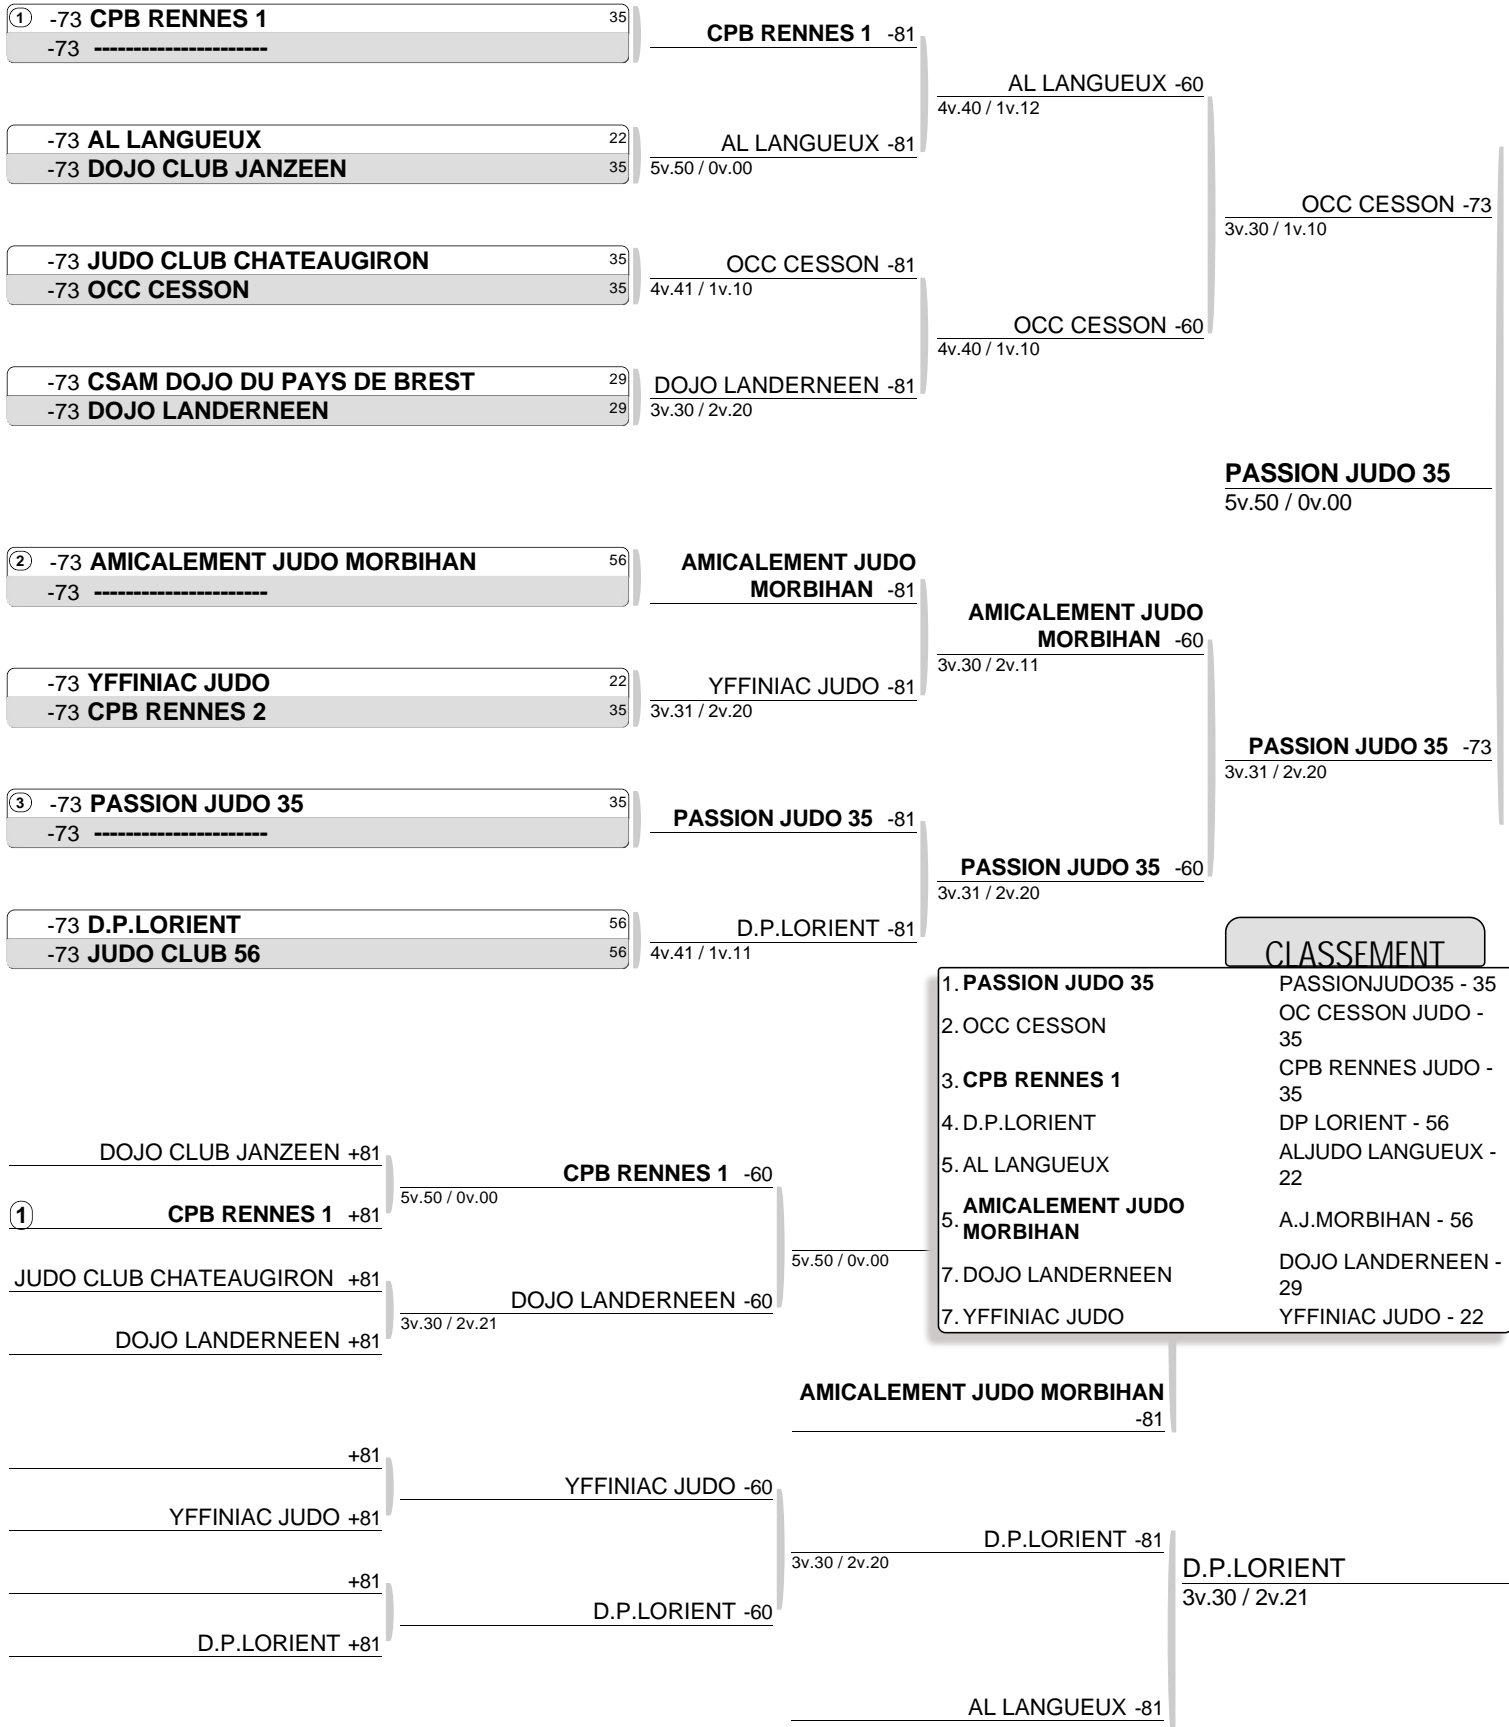 1 -73 CPB RENNES 1 35
-73 ----------------------
CPB RENNES 1 -81
AL LANGUEUX -60
4v.40 / 1v.12
-73 AL LANGUEUX 22
-73 DOJO CLUB JANZEEN 35
AL LANGUEUX -81
5v.50 / 0v.00
OCC CESSON -73
3v.30 / 1v.10
-73 JUDO CLUB CHATEAUGIRON 35
-73 OCC CESSON 35
OCC CESSON -81
4v.41 / 1v.10
OCC CESSON -60
4v.40 / 1v.10
-73 CSAM DOJO DU PAYS DE BREST 29
-73 DOJO LANDERNEEN 29
DOJO LANDERNEEN -81
3v.30 / 2v.20
PASSION JUDO 35
5v.50 / 0v.00
2 -73 AMICALEMENT JUDO MORBIHAN 56
-73 ----------------------
AMICALEMENT JUDO
MORBIHAN -81
AMICALEMENT JUDO
MORBIHAN -60
3v.30 / 2v.11
-73 YFFINIAC JUDO 22
-73 CPB RENNES 2 35
YFFINIAC JUDO -81
3v.31 / 2v.20
PASSION JUDO 35 -73
3v.31 / 2v.20
3 -73 PASSION JUDO 35 35
-73 ----------------------
PASSION JUDO 35 -81
PASSION JUDO 35 -60
3v.31 / 2v.20
-73 D.P.LORIENT 56
-73 JUDO CLUB 56 56
D.P.LORIENT -81
4v.41 / 1v.11
CLASSEMENT
1. PASSION JUDO 35 PASSIONJUDO35 - 35
2. OCC CESSON OC CESSON JUDO -
35
3. CPB RENNES 1 CPB RENNES JUDO -
35
4. D.P.LORIENT DP LORIENT - 56
5. AL LANGUEUX ALJUDO LANGUEUX -
22
5. AMICALEMENT JUDO
MORBIHAN A.J.MORBIHAN - 56
7. DOJO LANDERNEEN DOJO LANDERNEEN -
29
7. YFFINIAC JUDO YFFINIAC JUDO - 22
DOJO CLUB JANZEEN +81
1 CPB RENNES 1 +81
CPB RENNES 1 -60
5v.50 / 0v.00
JUDO CLUB CHATEAUGIRON +81
DOJO LANDERNEEN +81
DOJO LANDERNEEN -60
3v.30 / 2v.21
5v.50 / 0v.00
AMICALEMENT JUDO MORBIHAN
-81
+81
YFFINIAC JUDO +81
YFFINIAC JUDO -60
+81
D.P.LORIENT +81
D.P.LORIENT -60
D.P.LORIENT -81
3v.30 / 2v.20
D.P.LORIENT
3v.30 / 2v.21
AL LANGUEUX -81